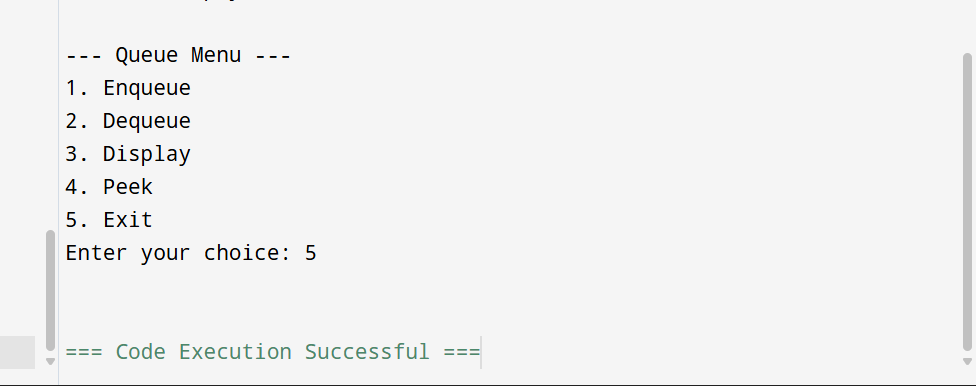 --- Queue Menu ---
1. Enqueue
2. Dequeue
3. Display
4. Peek
5. Exit
Enter your choice: 5
=== Code Execution Successful ===